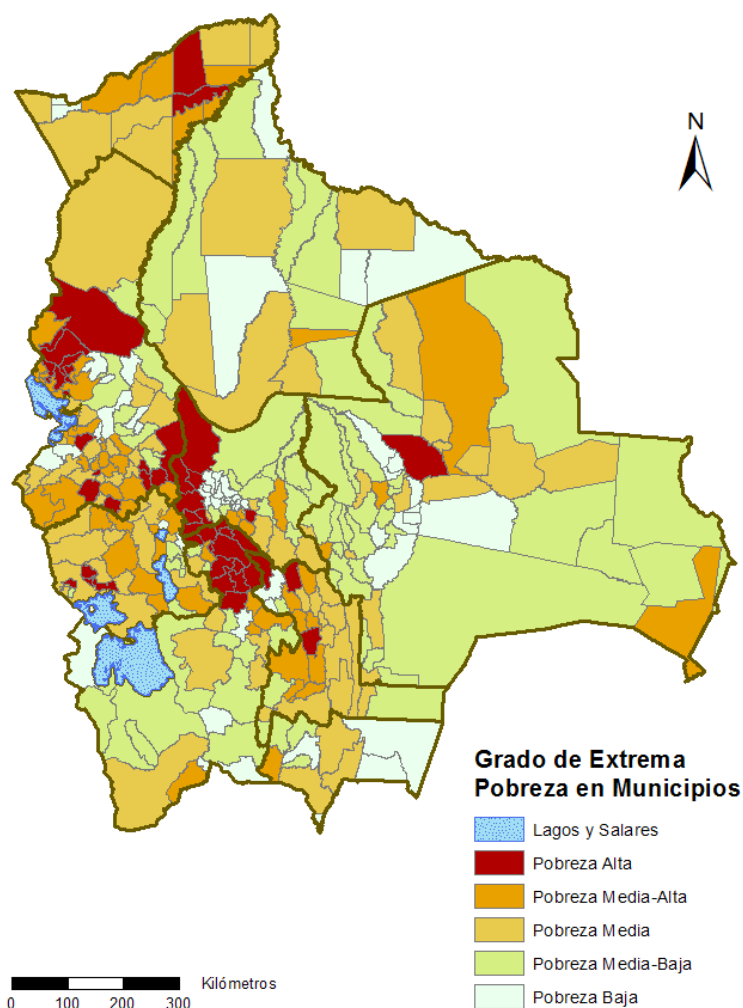 N
Grado de Extrema
Pobreza en Municipios
Lagos y Salares
Pobreza Alta
Pobreza Media-Alta
Pobreza Media
Pobreza Media-Baja
Pobreza Baja
Kilómetros
0 100 200 300